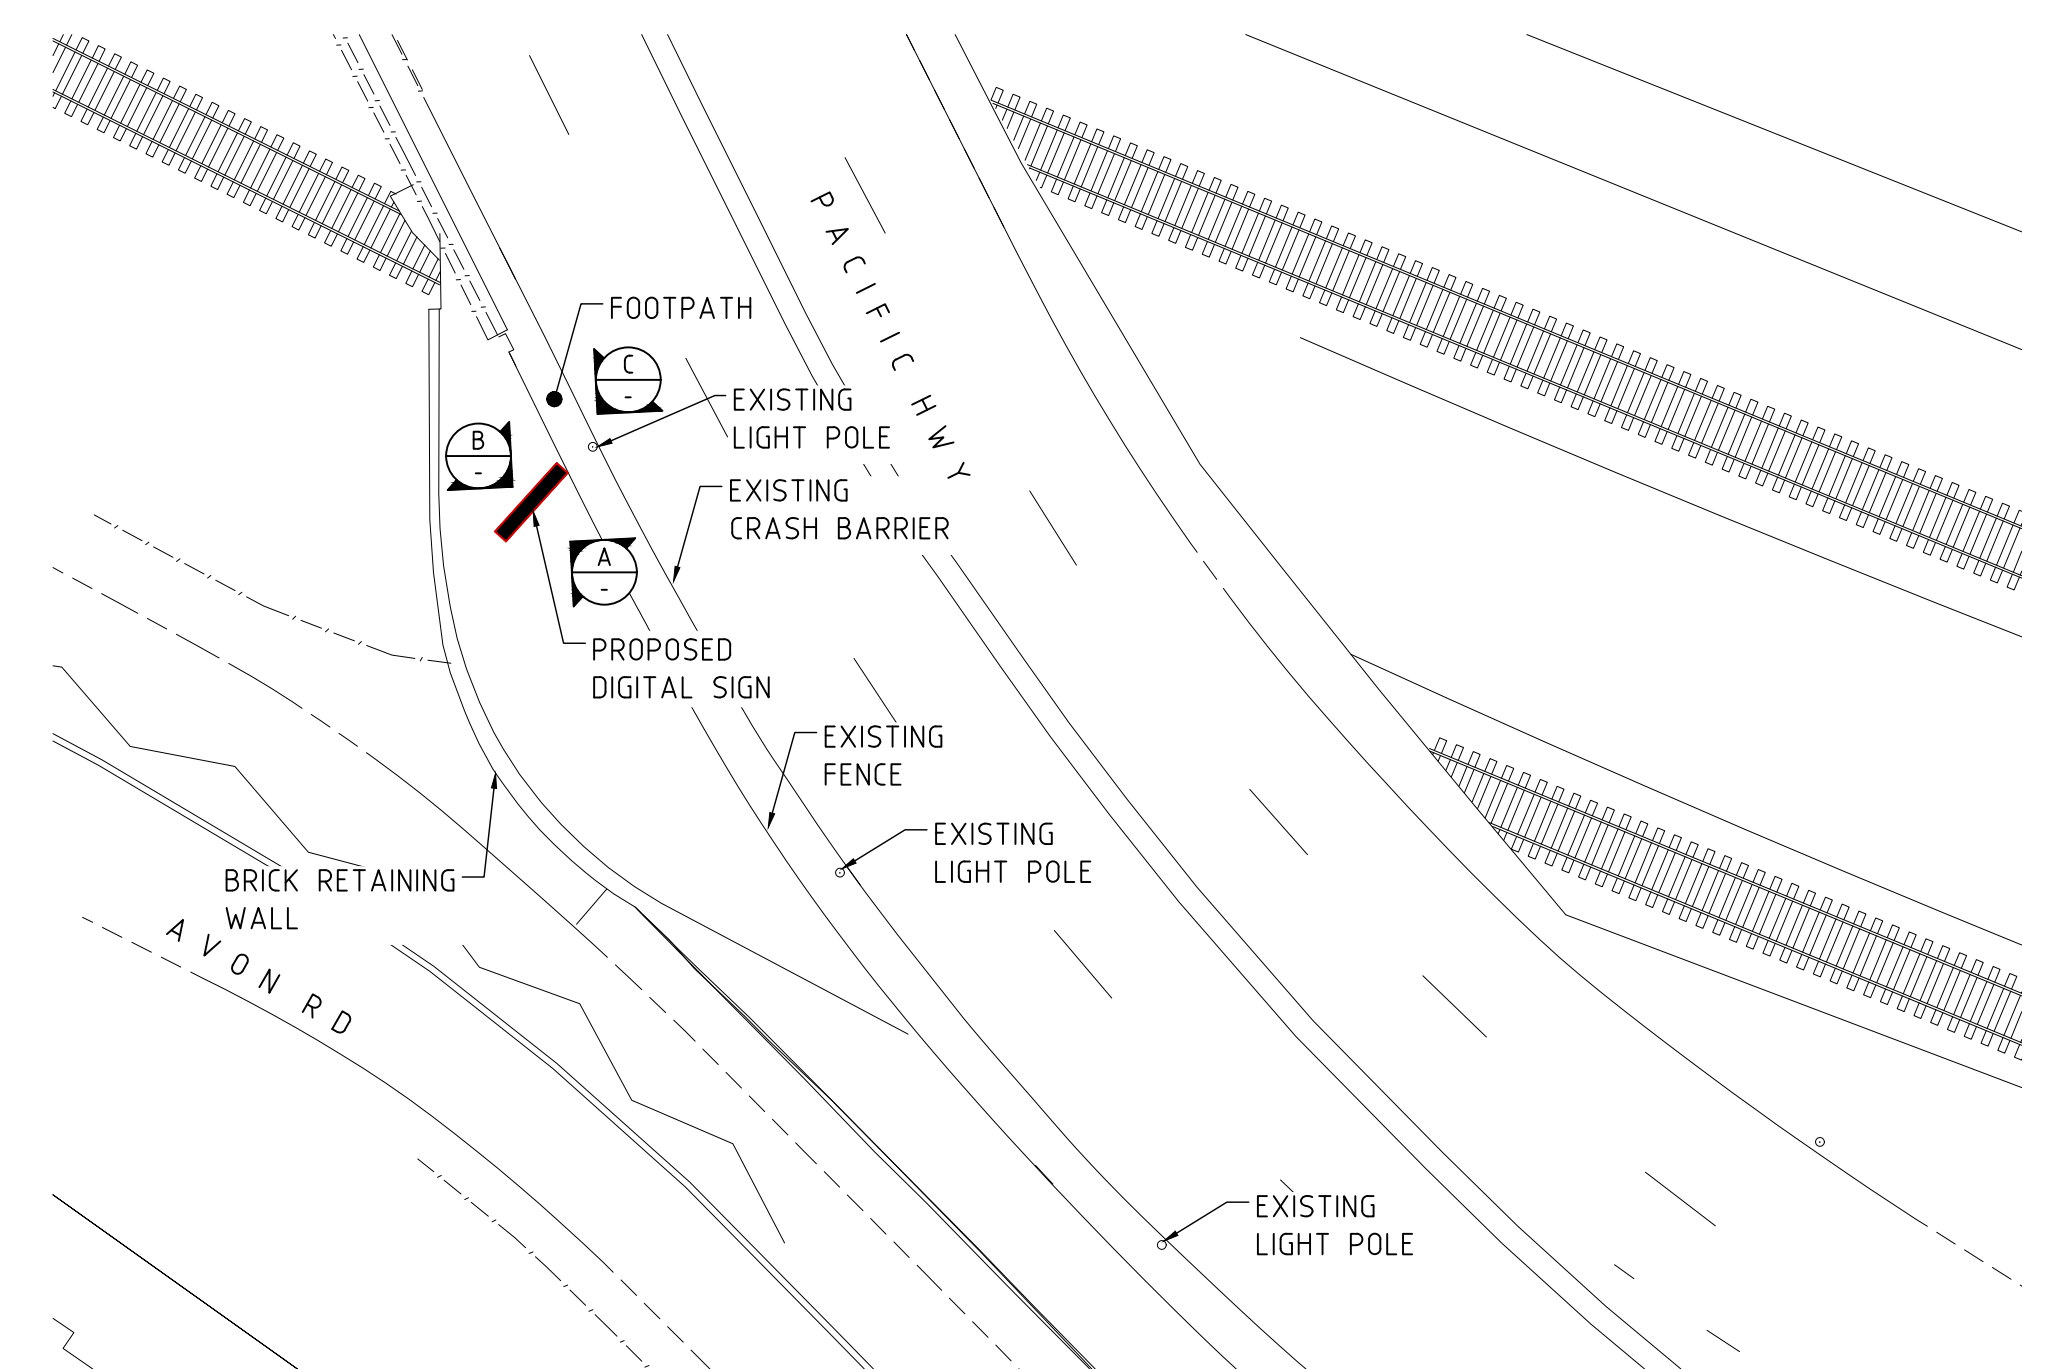 PACIFIC HWY
FOOTPATH
C
-
EXISTING
LIGHT POLE
B
-
EXISTING
CRASH BARRIER
A
-
PROPOSED
DIGITAL SIGN
EXISTING
FENCE
EXISTING
LIGHT POLE
BRICK RETAINING
WALL
AVON RD
EXISTING
LIGHT POLE